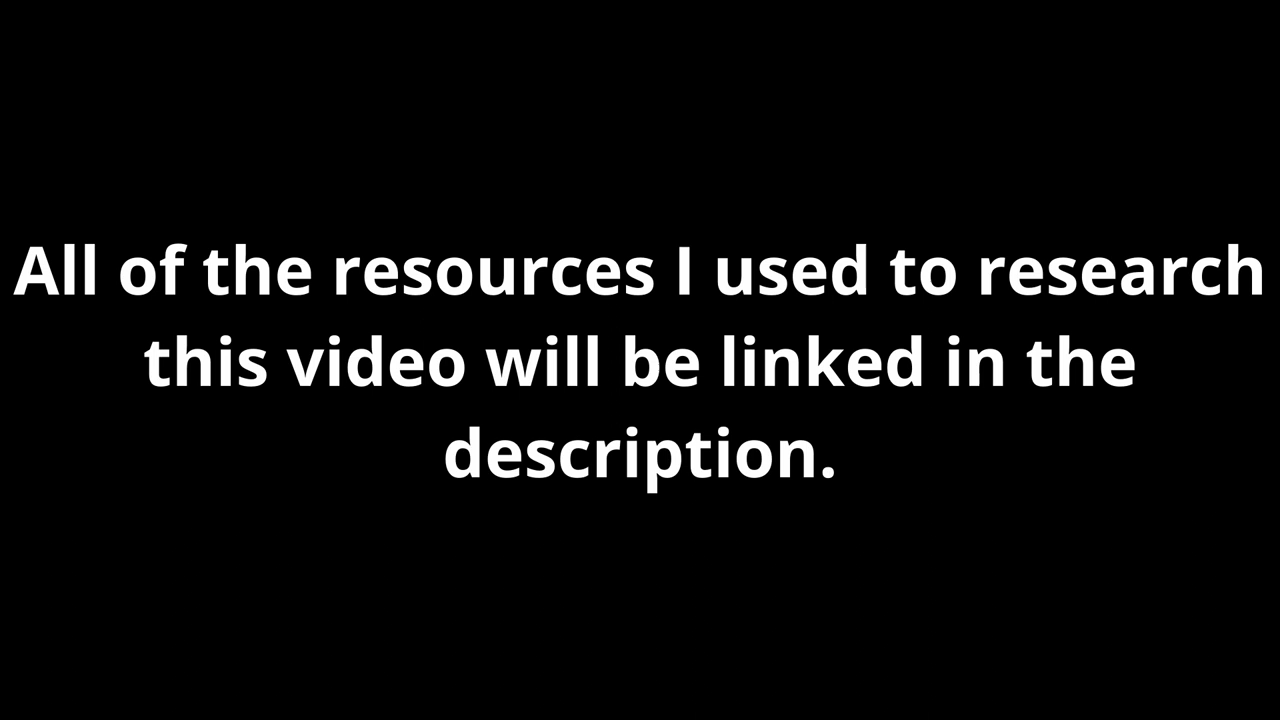 All of the resources I used to research
this video will be linked in the
description.